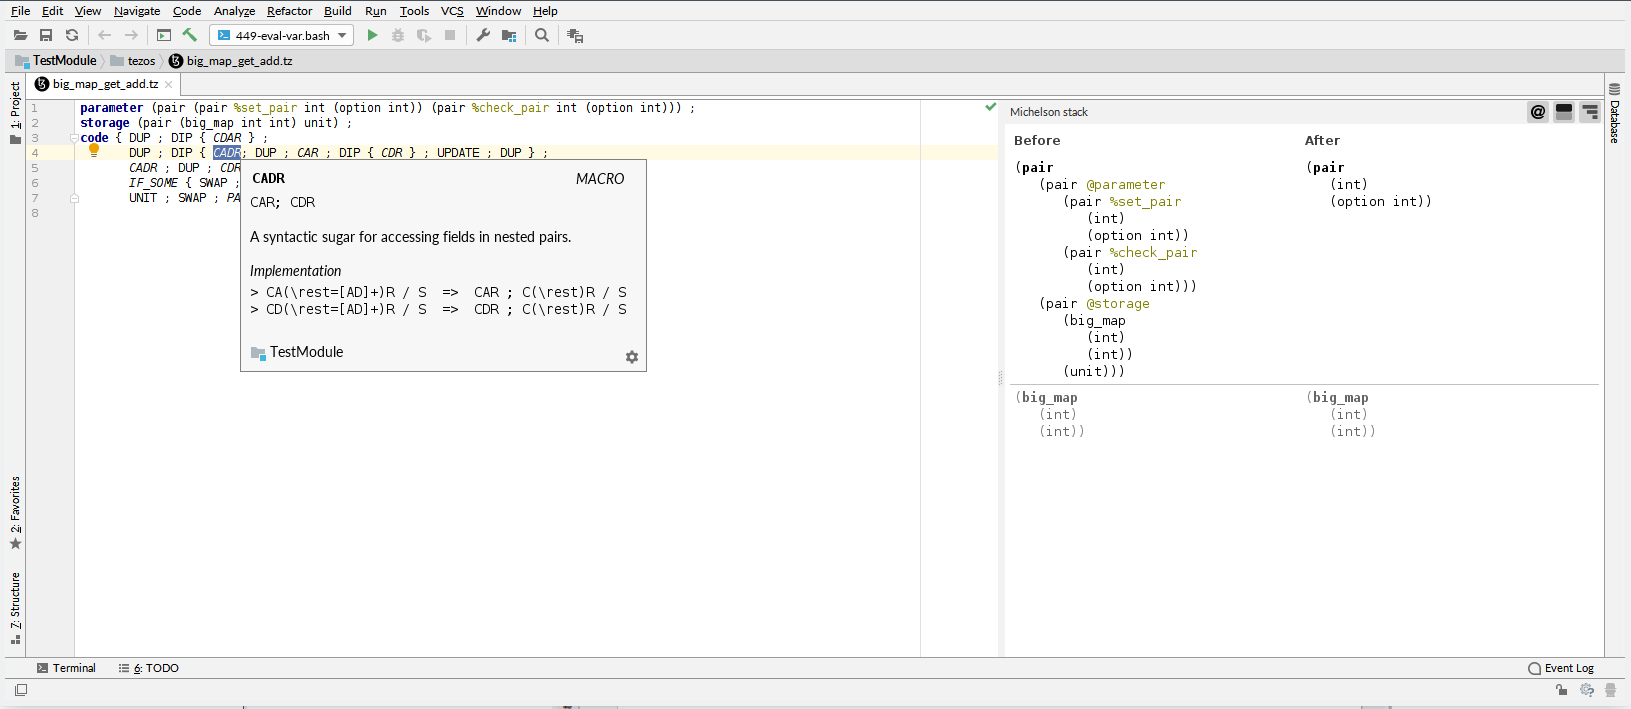 File Edit View Navigate Code Analyze Refactor Build Run Tools VCS Window Help
449-eval-var.bash
TestModule tezos big_map_get_add.tz
big_map_get_add.tz
1: Project
2: Favorites
7: Structure
Database
1 parameter (pair (pair %set_pair int (option int)) (pair %check_pair int (option int))) ;
2 storage (pair (big_map int int) unit) ;
3 code { DUP ; DIP { CDAR } ;
4 DUP ; DIP { CADR; DUP ; CAR ; DIP { CDR } ; UPDATE ; DUP } ;
5 CADR ; DUP ; CDR
6 IF_SOME { SWAP ;
7 UNIT ; SWAP ; PA
8
CADR MACRO
CAR; CDR
A syntactic sugar for accessing fields in nested pairs.
Implementation
> CA(\rest=[AD]+)R / S => CAR ; C(\rest)R / S
> CD(\rest=[AD]+)R / S => CDR ; C(\rest)R / S
TestModule
Michelson stack
@
Before
(pair
(pair @parameter
(pair %set_pair
(int)
(option int))
(pair %check_pair
(int)
(option int)))
(pair @storage
(big_map
(int)
(int))
(unit)))
(big_map
(int)
(int))
After
(pair
(int)
(option int))
(big_map
(int)
(int))
Terminal 6: TODO Event Log